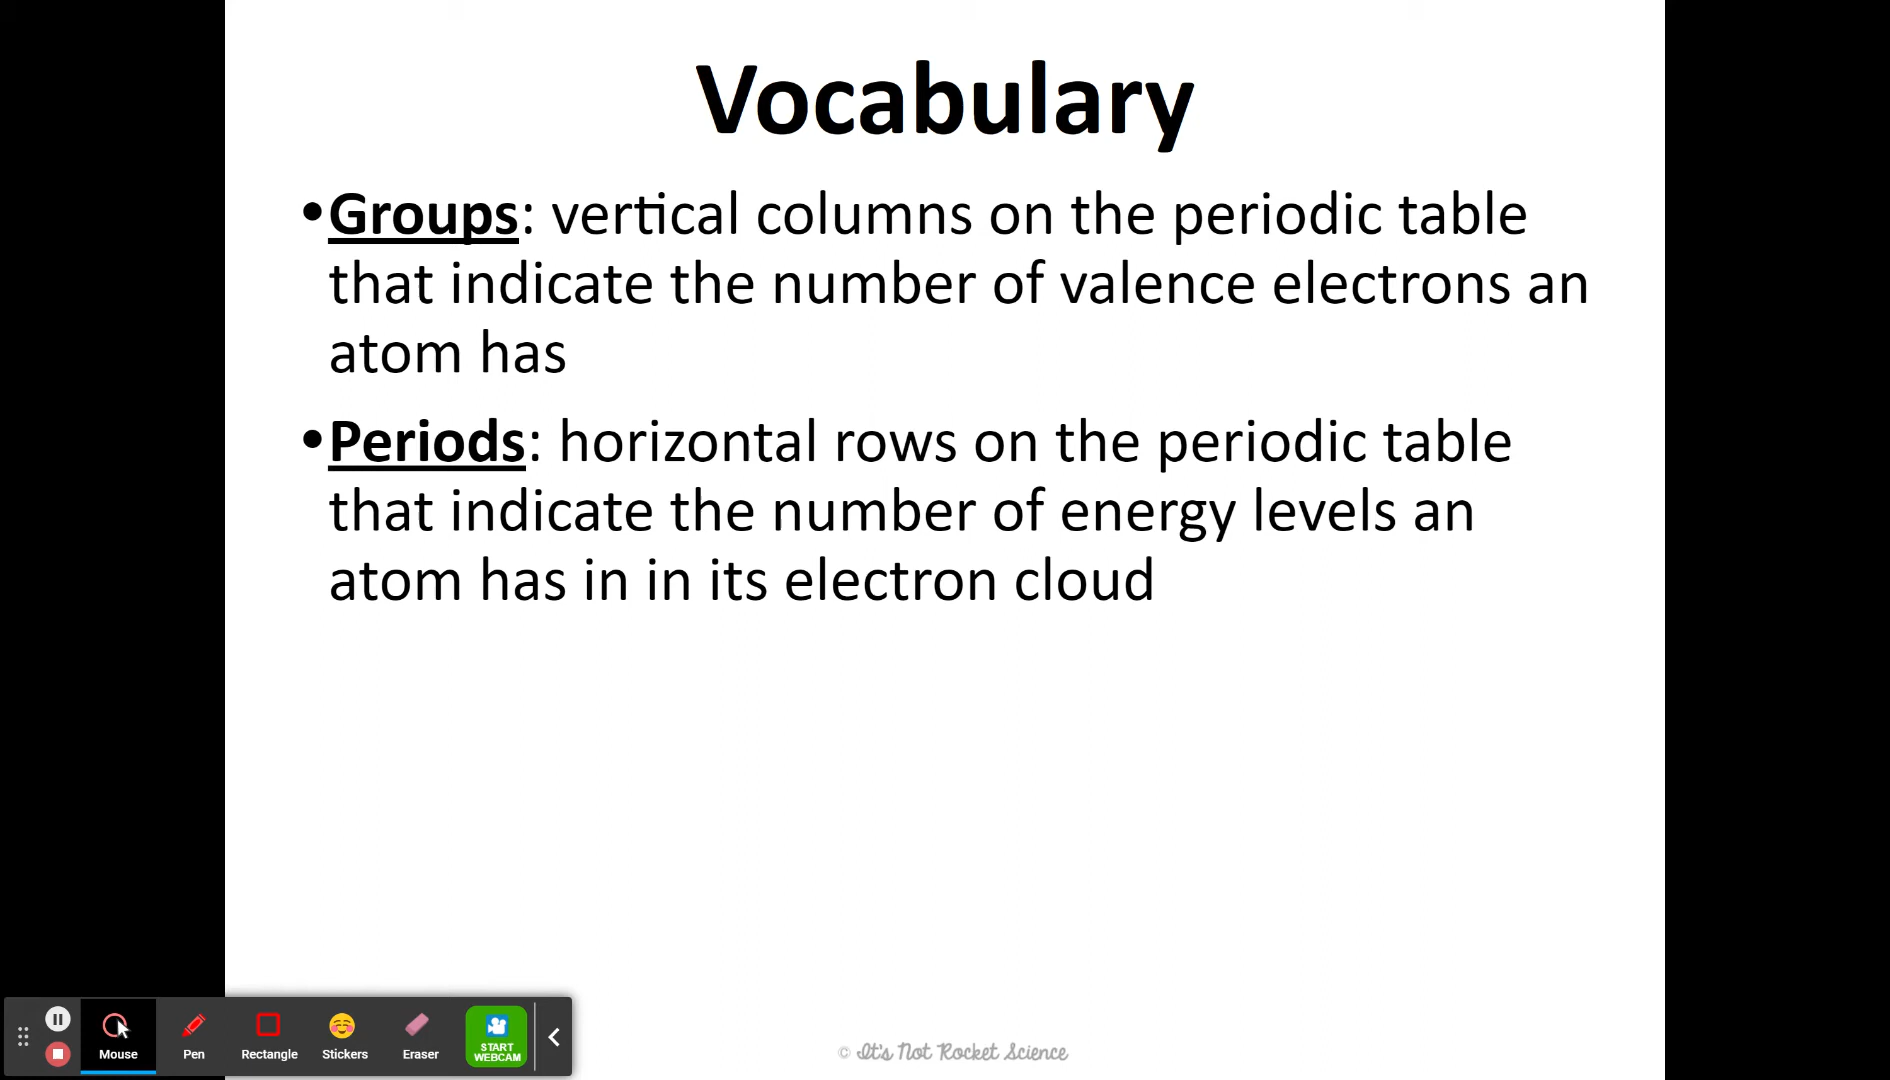 Vocabulary
•Groups: vertical columns on the periodic table
that indicate the number of valence electrons an
atom has
•Periods: horizontal rows on the periodic table
that indicate the number of energy levels an
atom has in in its electron cloud
Mouse
Pen
Rectangle
Stickers
Eraser
START
WEBCAM
© It's Not Rocket Science